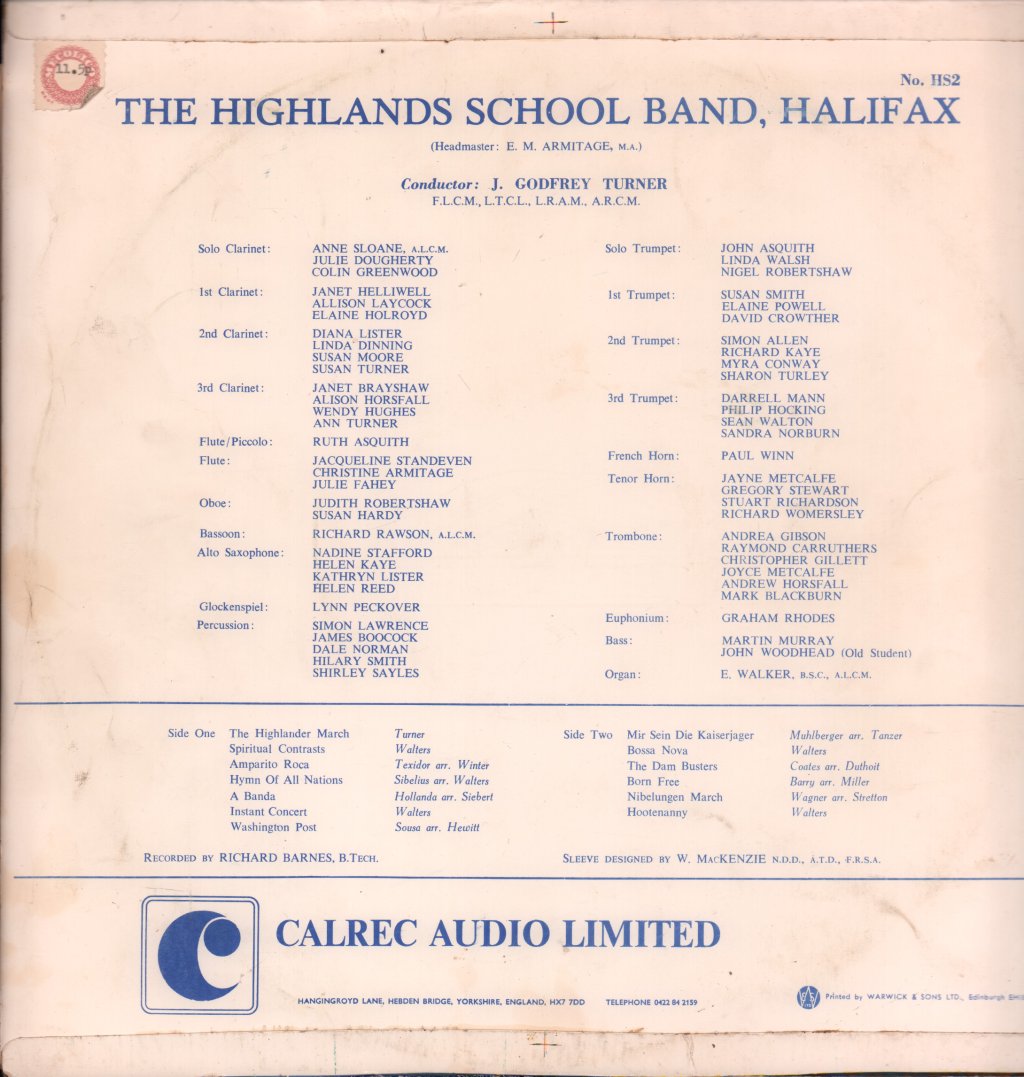 11.5p
No. HS2
THE HIGHLANDS SCHOOL BAND, HALIFAX
(Headmaster: E. M. ARMITAGE, M.A.)
Conductor: J. GODFREY TURNER
F.L.C.M., L.T.C.L., L.R.A.M., A.R.C.M.
Solo Clarinet: ANNE SLOANE, A.L.C.M.
JULIE DOUGHERTY
COLIN GREENWOOD
1st Clarinet: JANET HELLIWELL
ALLISON LAYCOCK
ELAINE HOLROYD
2nd Clarinet: DIANA LISTER
LINDA DINNING
SUSAN MOORE
SUSAN TURNER
3rd Clarinet: JANET BRAYSHAW
ALISON HORSFALL
WENDY HUGHES
ANN TURNER
Flute/Piccolo: RUTH ASQUITH
Flute: JACQUELINE STANDEVEN
CHRISTINE ARMITAGE
JULIE FAHEY
Oboe: JUDITH ROBERTSHAW
SUSAN HARDY
Bassoon: RICHARD RAWSON, A.L.C.M.
Alto Saxophone: NADINE STAFFORD
HELEN KAYE
KATHRYN LISTER
HELEN REED
Glockenspiel: LYNN PECKOVER
Percussion: SIMON LAWRENCE
JAMES BOOCOCK
DALE NORMAN
HILARY SMITH
SHIRLEY SAYLES
Solo Trumpet: JOHN ASQUITH
LINDA WALSH
NIGEL ROBERTSHAW
1st Trumpet: SUSAN SMITH
ELAINE POWELL
DAVID CROWTHER
2nd Trumpet: SIMON ALLEN
RICHARD KAYE
MYRA CONWAY
SHARON TURLEY
3rd Trumpet: DARRELL MANN
PHILIP HOCKING
SEAN WALTON
SANDRA NORBURN
French Horn: PAUL WINN
Tenor Horn: JAYNE METCALFE
GREGORY STEWART
STUART RICHARDSON
RICHARD WOMERSLEY
Trombone: ANDREA GIBSON
RAYMOND CARRUTHERS
CHRISTOPHER GILLETT
JOYCE METCALFE
ANDREW HORSFALL
MARK BLACKBURN
Euphonium: GRAHAM RHODES
Bass: MARTIN MURRAY
JOHN WOODHEAD (Old Student)
Organ: E. WALKER, B.S.C., A.L.C.M.
Side One The Highlander March Turner
Spiritual Contrasts Walters
Amparito Roca Texidor arr. Winter
Hymn Of All Nations Sibelius arr. Walters
A Banda Hollanda arr. Siebert
Instant Concert Walters
Washington Post Sousa arr. Hewitt
Side Two Mir Sein Die Kaiserjager Muhlberger arr. Tanzer
Bossa Nova Walters
The Dam Busters Coates arr. Duthoit
Born Free Barry arr. Miller
Nibelungen March Wagner arr. Stretton
Hootenanny Walters
RECORDED BY RICHARD BARNES, B.TECH.
SLEEVE DESIGNED BY W. MACKENZIE N.D.D., A.T.D., F.R.S.A.
CALREC AUDIO LIMITED
HANGINGROYD LANE, HEBDEN BRIDGE, YORKSHIRE, ENGLAND, HX7 7DD TELEPHONE 0422 84 2159
Printed by WARWICK & SONS LTD., Edinburgh